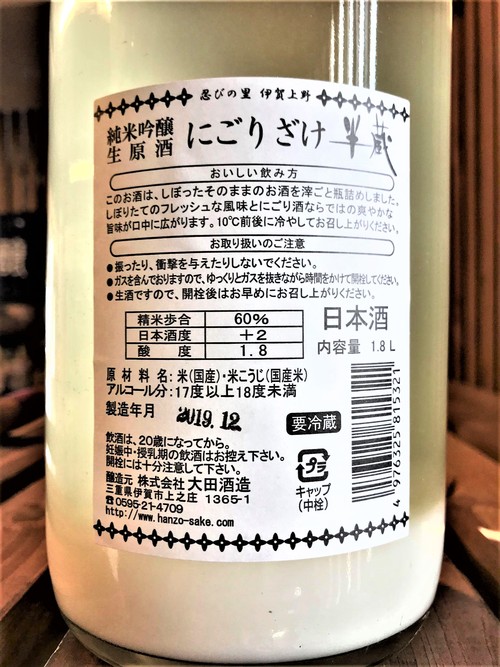 忍びの里 伊賀上野
純米吟醸
生原酒 にごりざけ 半蔵
おいしい飲み方
このお酒は、しぼったそのままのお酒を滓ごと瓶詰めしました。
しぼりたてのフレッシュな風味とにごり酒ならではの爽やかな
旨味が口中に広がります。10℃前後に冷やしてお召し上がりください。
お取り扱いのご注意
●振ったり、衝撃を与えたりしないでください。
●ガスを含んでおりますので、ゆっくりとガスを抜きながら時間をかけて開栓してください。
●生酒ですので、開栓後はお早めにお召し上がりください。
精米歩合 60%
日本酒度 +2
酸度 1.8
日本酒
内容量 1.8L
原材料名:米(国産)・米こうじ(国産米)
アルコール分:17度以上18度未満
製造年月 2019.12
要冷蔵
飲酒は、20歳になってから。
妊娠中・授乳期の飲酒はお控え下さい。
開栓には十分注意して下さい。
醸造元 株式会社 大田酒造
三重県伊賀市上之庄 1365-1
☎0595-21-4709
http://www.hanzo-sake.com
プラ
キャップ
(中栓)
4 976325 815321